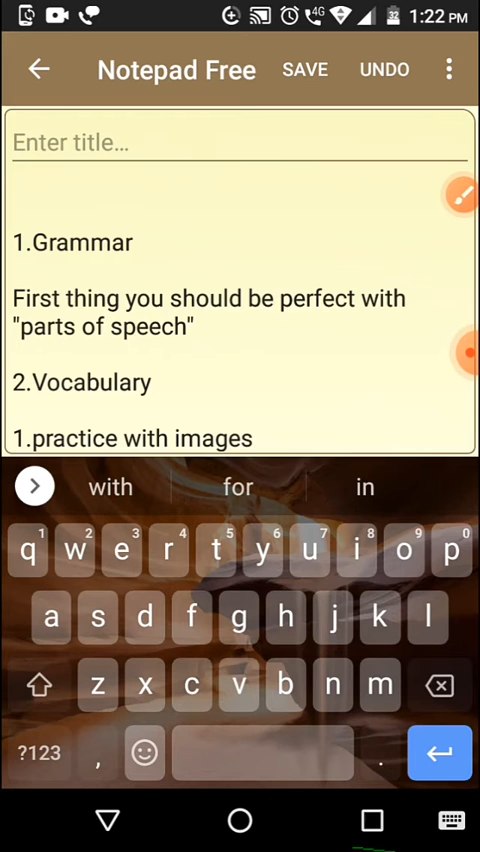 4G 32 1:22 PM
Notepad Free SAVE UNDO
Enter title...
1.Grammar
First thing you should be perfect with
"parts of speech"
2.Vocabulary
1.practice with images
with for in
1 2 3 4 5 6 7 8 9 0
q w e r t y u i o p
a s d f g h j k l
z x c v b n m
?123 , .